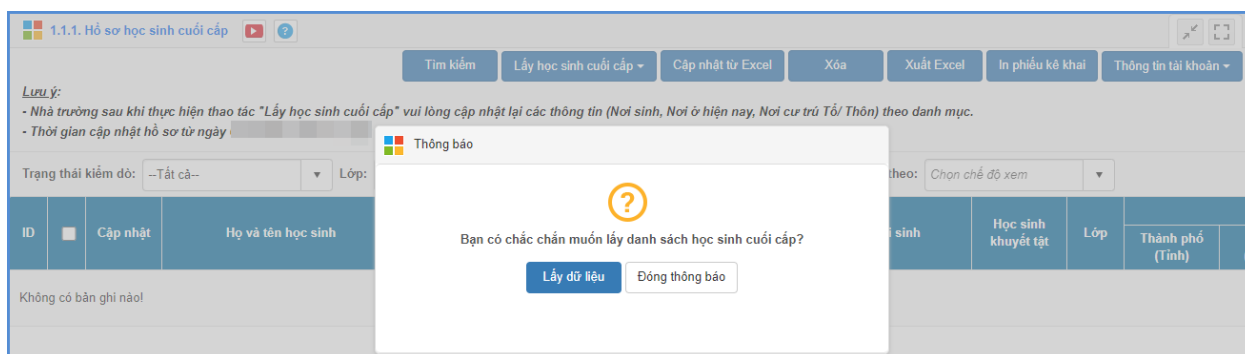 1.1.1. Hồ sơ học sinh cuối cấp
Tìm kiếm Lấy học sinh cuối cấp Cập nhật từ Excel Xóa Xuất Excel In phiếu kê khai Thông tin tài khoản
Lưu ý:
- Nhà trường sau khi thực hiện thao tác "Lấy học sinh cuối cấp" vui lòng cập nhật lại các thông tin (Nơi sinh, Nơi ở hiện nay, Nơi cư trú Tổ/ Thôn) theo danh mục.
- Thời gian cập nhật hồ sơ từ ngày
Thông báo
Trạng thái kiểm dò: --Tất cả-- Lớp: theo: Chọn chế độ xem
Bạn có chắc chắn muốn lấy danh sách học sinh cuối cấp?
Lấy dữ liệu Đóng thông báo
ID Cập nhật Họ và tên học sinh sinh Học sinh khuyết tật Lớp Thành phố (Tỉnh)
Không có bản ghi nào!